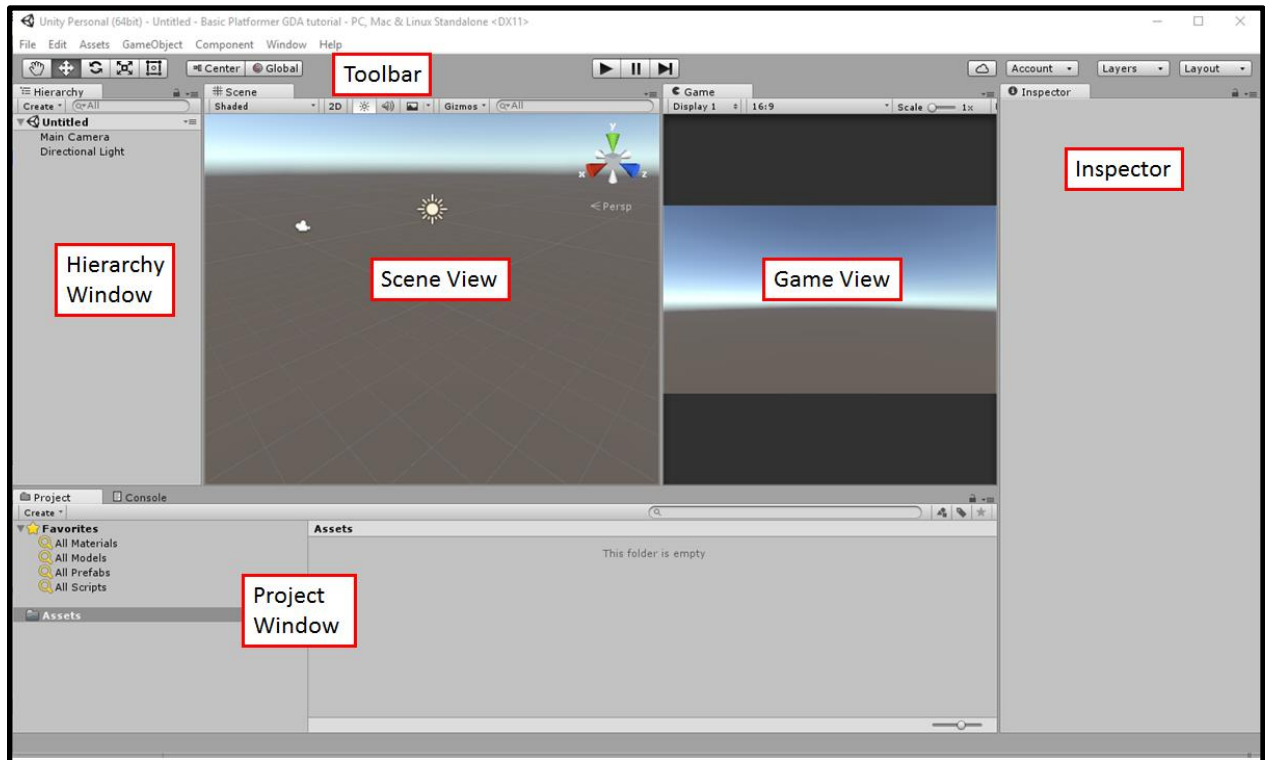 Unity Personal (64bit) - Untitled - Basic Platformer GDA tutorial - PC, Mac & Linux Standalone <DX11>
File Edit Assets GameObject Component Window Help
Center Global
Toolbar
Account Layers Layout
Hierarchy
Create All
Untitled
Main Camera
Directional Light
Hierarchy
Window
Scene
Shaded 2D Gizmos All
y
x z
Persp
Scene View
Game
Display 1 16:9 Scale 1x
Game View
Inspector
Inspector
Project Console
Create
Favorites
All Materials
All Models
All Prefabs
All Scripts
Assets
Project
Window
Assets
This folder is empty